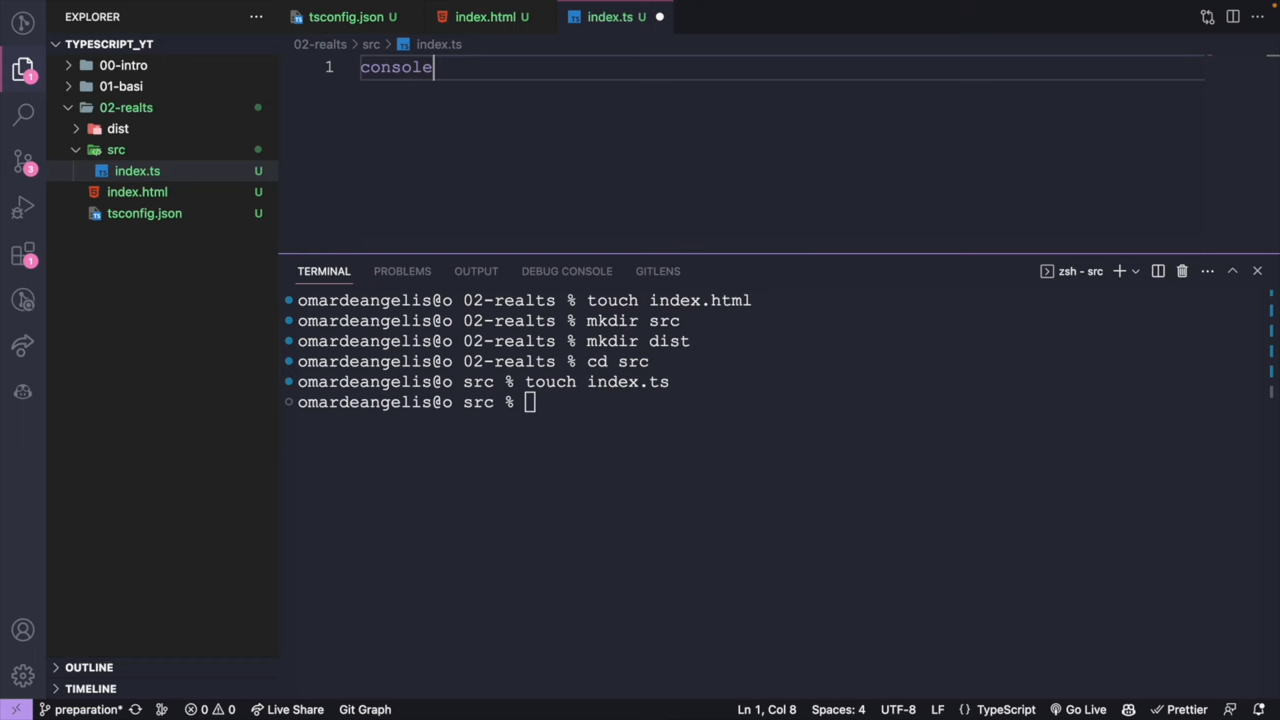 EXPLORER
tsconfig.json U
index.html U
index.ts U
TYPESCRIPT_YT
02-realts
src
index.ts
00-intro
1
console
01-basi
02-realts
dist
src
index.ts U
index.html U
tsconfig.json U
TERMINAL
PROBLEMS
OUTPUT
DEBUG CONSOLE
GITLENS
zsh - src
omardeangelis@o 02-realts % touch index.html
omardeangelis@o 02-realts % mkdir src
omardeangelis@o 02-realts % mkdir dist
omardeangelis@o 02-realts % cd src
omardeangelis@o src % touch index.ts
omardeangelis@o src %
1
3
1
OUTLINE
TIMELINE
preparation*
0
0
Live Share
Git Graph
Ln 1, Col 8
Spaces: 4
UTF-8
LF
{} TypeScript
Go Live
Prettier